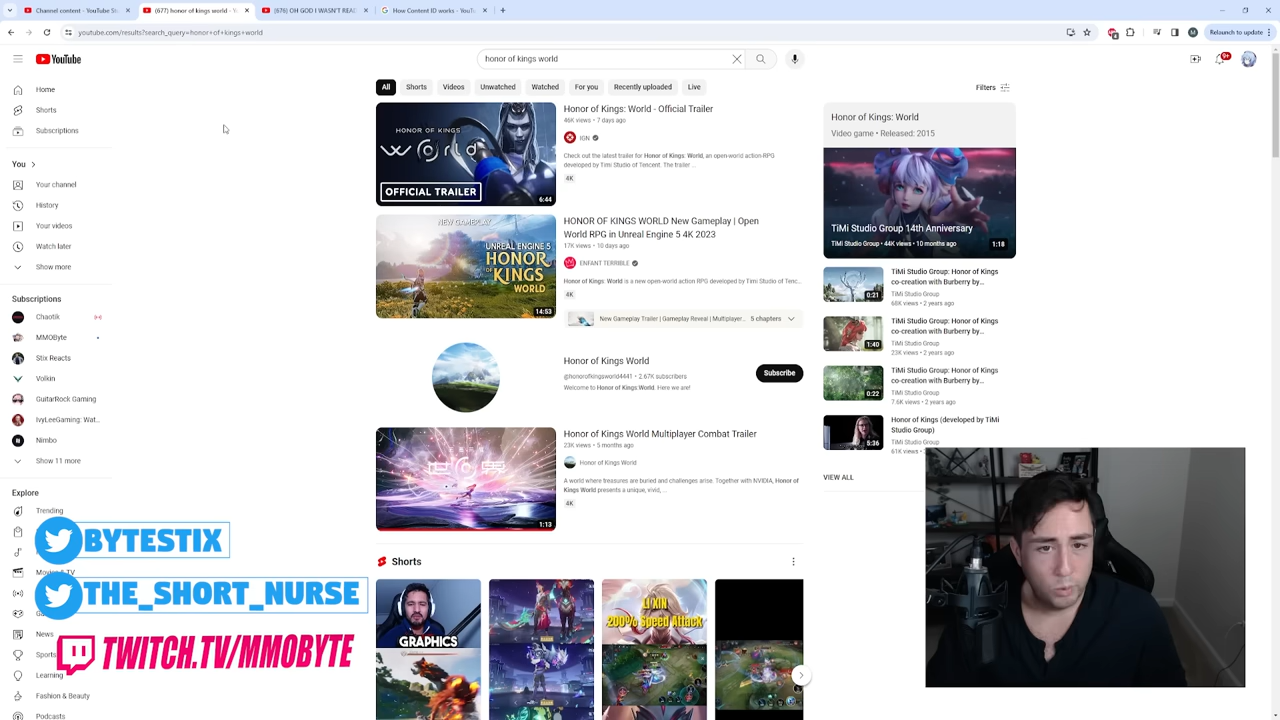 Channel content - YouTube St
(677) honor of kings world - Yo
(676) OH GOD I WASN'T REA
How Content ID works - YouTu
youtube.com/results?search_query=honor+of+kings+world
Relaunch to update
YouTube
honor of kings world
9+
Home
Shorts
Subscriptions
You
Your channel
History
Your videos
Watch later
Show more
Subscriptions
Chaotik
MMOByte
Stix Reacts
Volkin
GuitarRock Gaming
IvyLeeGaming: Wat...
Nimbo
Show 11 more
Explore
Trending
Movies & TV
News
Sports
Learning
Fashion & Beauty
Podcasts
BYTESTIX
THE_SHORT_NURSE
TWITCH.TV/MMOBYTE
All
Shorts
Videos
Unwatched
Watched
For you
Recently uploaded
Live
Filters
HONOR OF KINGS
World
OFFICIAL TRAILER
6:44
Honor of Kings: World - Official Trailer
46K views • 7 days ago
IGN
Check out the latest trailer for Honor of Kings: World, an open-world action-RPG
developed by Timi Studio of Tencent. The trailer ...
4K
NEW GAMEPLAY
UNREAL ENGINE 5
HONOR
OF
KINGS
WORLD
14:53
HONOR OF KINGS WORLD New Gameplay | Open
World RPG in Unreal Engine 5 4K 2023
17K views • 10 days ago
ENFANT TERRIBLE
Honor of Kings: World is a new open-world action RPG developed by Timi Studio of Tenc...
4K
New Gameplay Trailer | Gameplay Reveal | Multiplayer...
5 chapters
Honor of Kings World
@honorofkingsworld4441 • 2.67K subscribers
Welcome to Honor of Kings World. Here we are!
Subscribe
1:13
Honor of Kings World Multiplayer Combat Trailer
23K views • 5 months ago
Honor of Kings World
A world where treasures are buried and challenges arise. Together with NVIDIA, Honor of
Kings World presents a unique, vivid, ...
4K
Shorts
GRAPHICS
LI XIN
200% Speed Attack
Honor of Kings: World
Video game • Released: 2015
TiMi Studio Group 14th Anniversary
TiMi Studio Group • 44K views • 10 months ago
1:18
0:21
TiMi Studio Group: Honor of Kings
co-creation with Burberry by...
TiMi Studio Group
68K views • 2 years ago
1:40
TiMi Studio Group: Honor of Kings
co-creation with Burberry by...
TiMi Studio Group
23K views • 2 years ago
0:22
TiMi Studio Group: Honor of Kings
co-creation with Burberry by...
TiMi Studio Group
7.6K views • 2 years ago
5:36
Honor of Kings (developed by TiMi
Studio Group)
TiMi Studio Group
61K views •
VIEW ALL